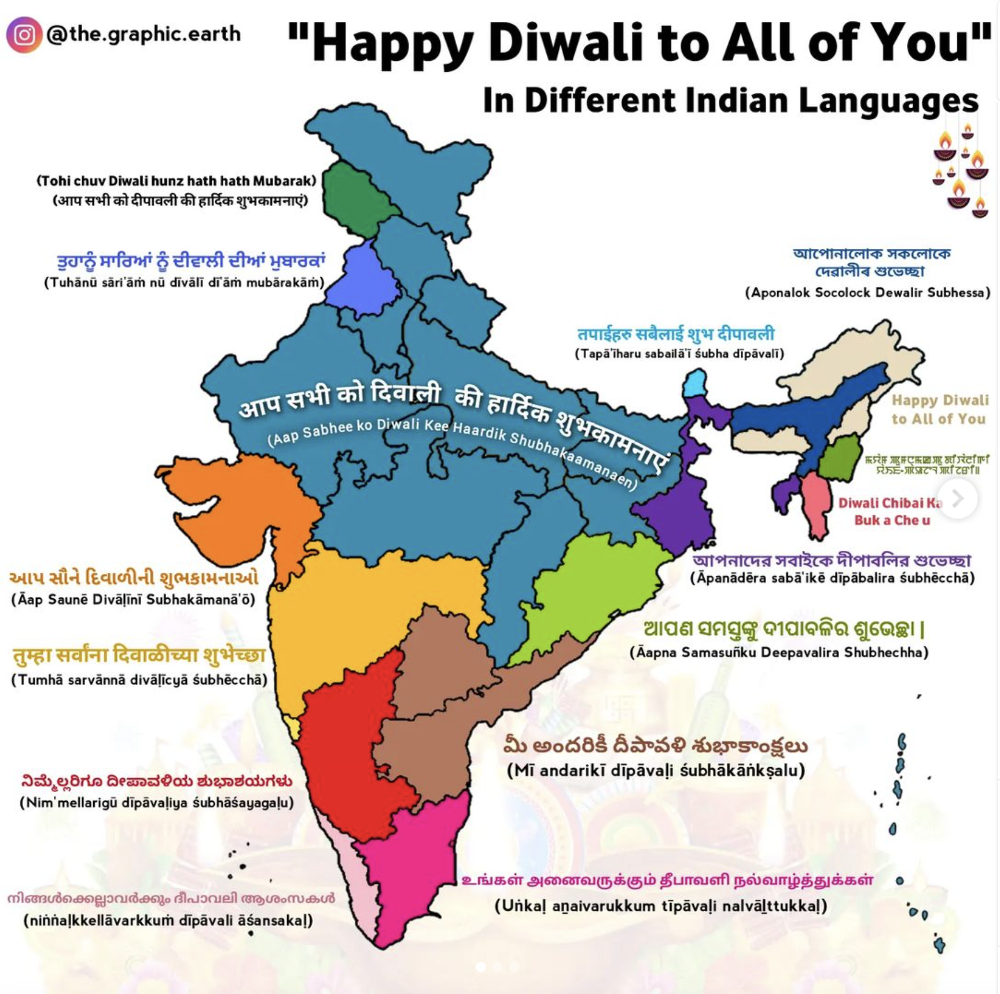 @the.graphic.earth
"Happy Diwali to All of You"
In Different Indian Languages
(Tohi chuv Diwali hunz hath hath Mubarak)
(आप सभी को दीपावली की हार्दिक शुभकामनाएं)
ਤੁਹਾਨੂੰ ਸਾਰਿਆਂ ਨੂੰ ਦੀਵਾਲੀ ਦੀਆਂ ਮੁਬਾਰਕਾਂ
(Tuhānū sāri'āṁ nū dīvālī dī'āṁ mubārakāṁ)
আপোনালোক সকলোকে
দেৱালীৰ শুভেচ্ছা
(Aponalok Socolock Dewalir Subhessa)
तपाईहरु सबैलाई शुभ दीपावली
(Tapā'īharu sabailā'ī śubha dīpāvalī)
आप सभी को दिवाली की हार्दिक शुभकामनाएं
(Aap Sabhee ko Diwali Kee Haardik Shubhakaamanaen)
Happy Diwali
to All of You
Diwali Chibai Ka
Buk a Che u
আপনাদের সবাইকে দীপাবলির শুভেচ্ছা
(Āpanādēra sabā'ikē dīpābalira śubhēcchā)
આપ સૌને દિવાળીની શુભકામનાઓ
(Āap Saunē Divāḷīnī Subhakāmanā'ō)
ଆପଣ ସମସ୍ତଙ୍କୁ ଦୀପାବଳିର ଶୁଭେଚ୍ଛା |
(Āapna Samasuñku Deepavalira Shubhechha)
तुम्हा सर्वांना दिवाळीच्या शुभेच्छा
(Tumhā sarvānnā divāḷīcyā śubhēcchā)
మీ అందరికీ దీపావళి శుభాకాంక్షలు
(Mī andarikī dīpāvaḷi śubhākāṅkṣalu)
ನಿಮ್ಮೆಲ್ಲರಿಗೂ ದೀಪಾವಳಿಯ ಶುಭಾಶಯಗಳು
(Nim'mellarigū dīpāvaḷiya śubhāśayagaḷu)
உங்கள் அனைவருக்கும் தீபாவளி நல்வாழ்த்துக்கள்
(Uṅkaḷ aṉaivarukkum tīpāvaḷi nalvāḻttukkaḷ)
നിങ്ങൾക്കെല്ലാവർക്കും ദീപാവലി ആശംസകൾ
(niṅṅaḷkkellāvarkkuṁ dīpāvali āśansakaḷ)